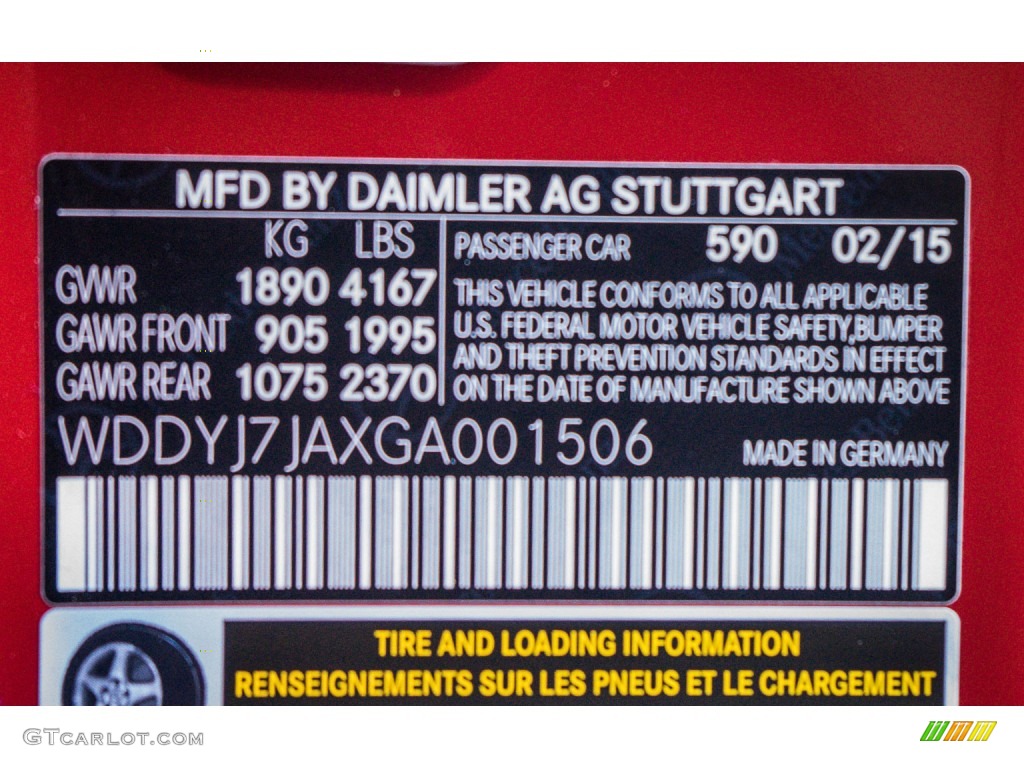 MFD BY DAIMLER AG STUTTGART
KG LBS
GVWR 1890 4167
GAWR FRONT 905 1995
GAWR REAR 1075 2370
PASSENGER CAR 590 02/15
THIS VEHICLE CONFORMS TO ALL APPLICABLE
U.S. FEDERAL MOTOR VEHICLE SAFETY,BUMPER
AND THEFT PREVENTION STANDARDS IN EFFECT
ON THE DATE OF MANUFACTURE SHOWN ABOVE
WDDYJ7JAXGA001506
MADE IN GERMANY
TIRE AND LOADING INFORMATION
RENSEIGNEMENTS SUR LES PNEUS ET LE CHARGEMENT
GTCARLOT.COM